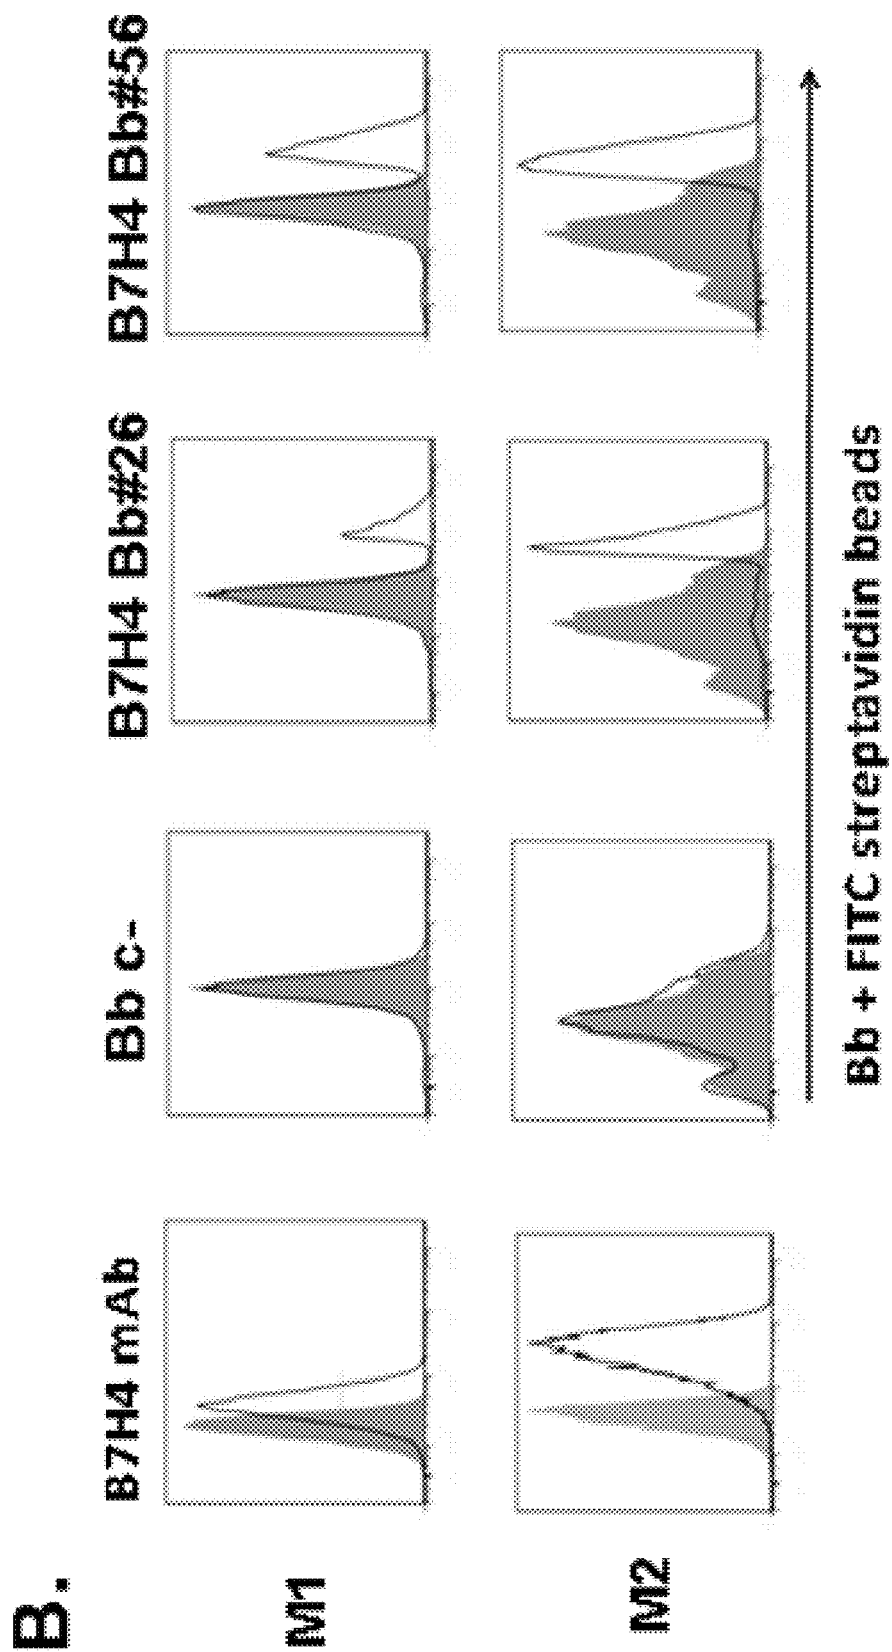 B.
B7H4 mAb
Bb c-
B7H4 Bb#26
B7H4 Bb#56
M1
M2
Bb + FITC streptavidin beads